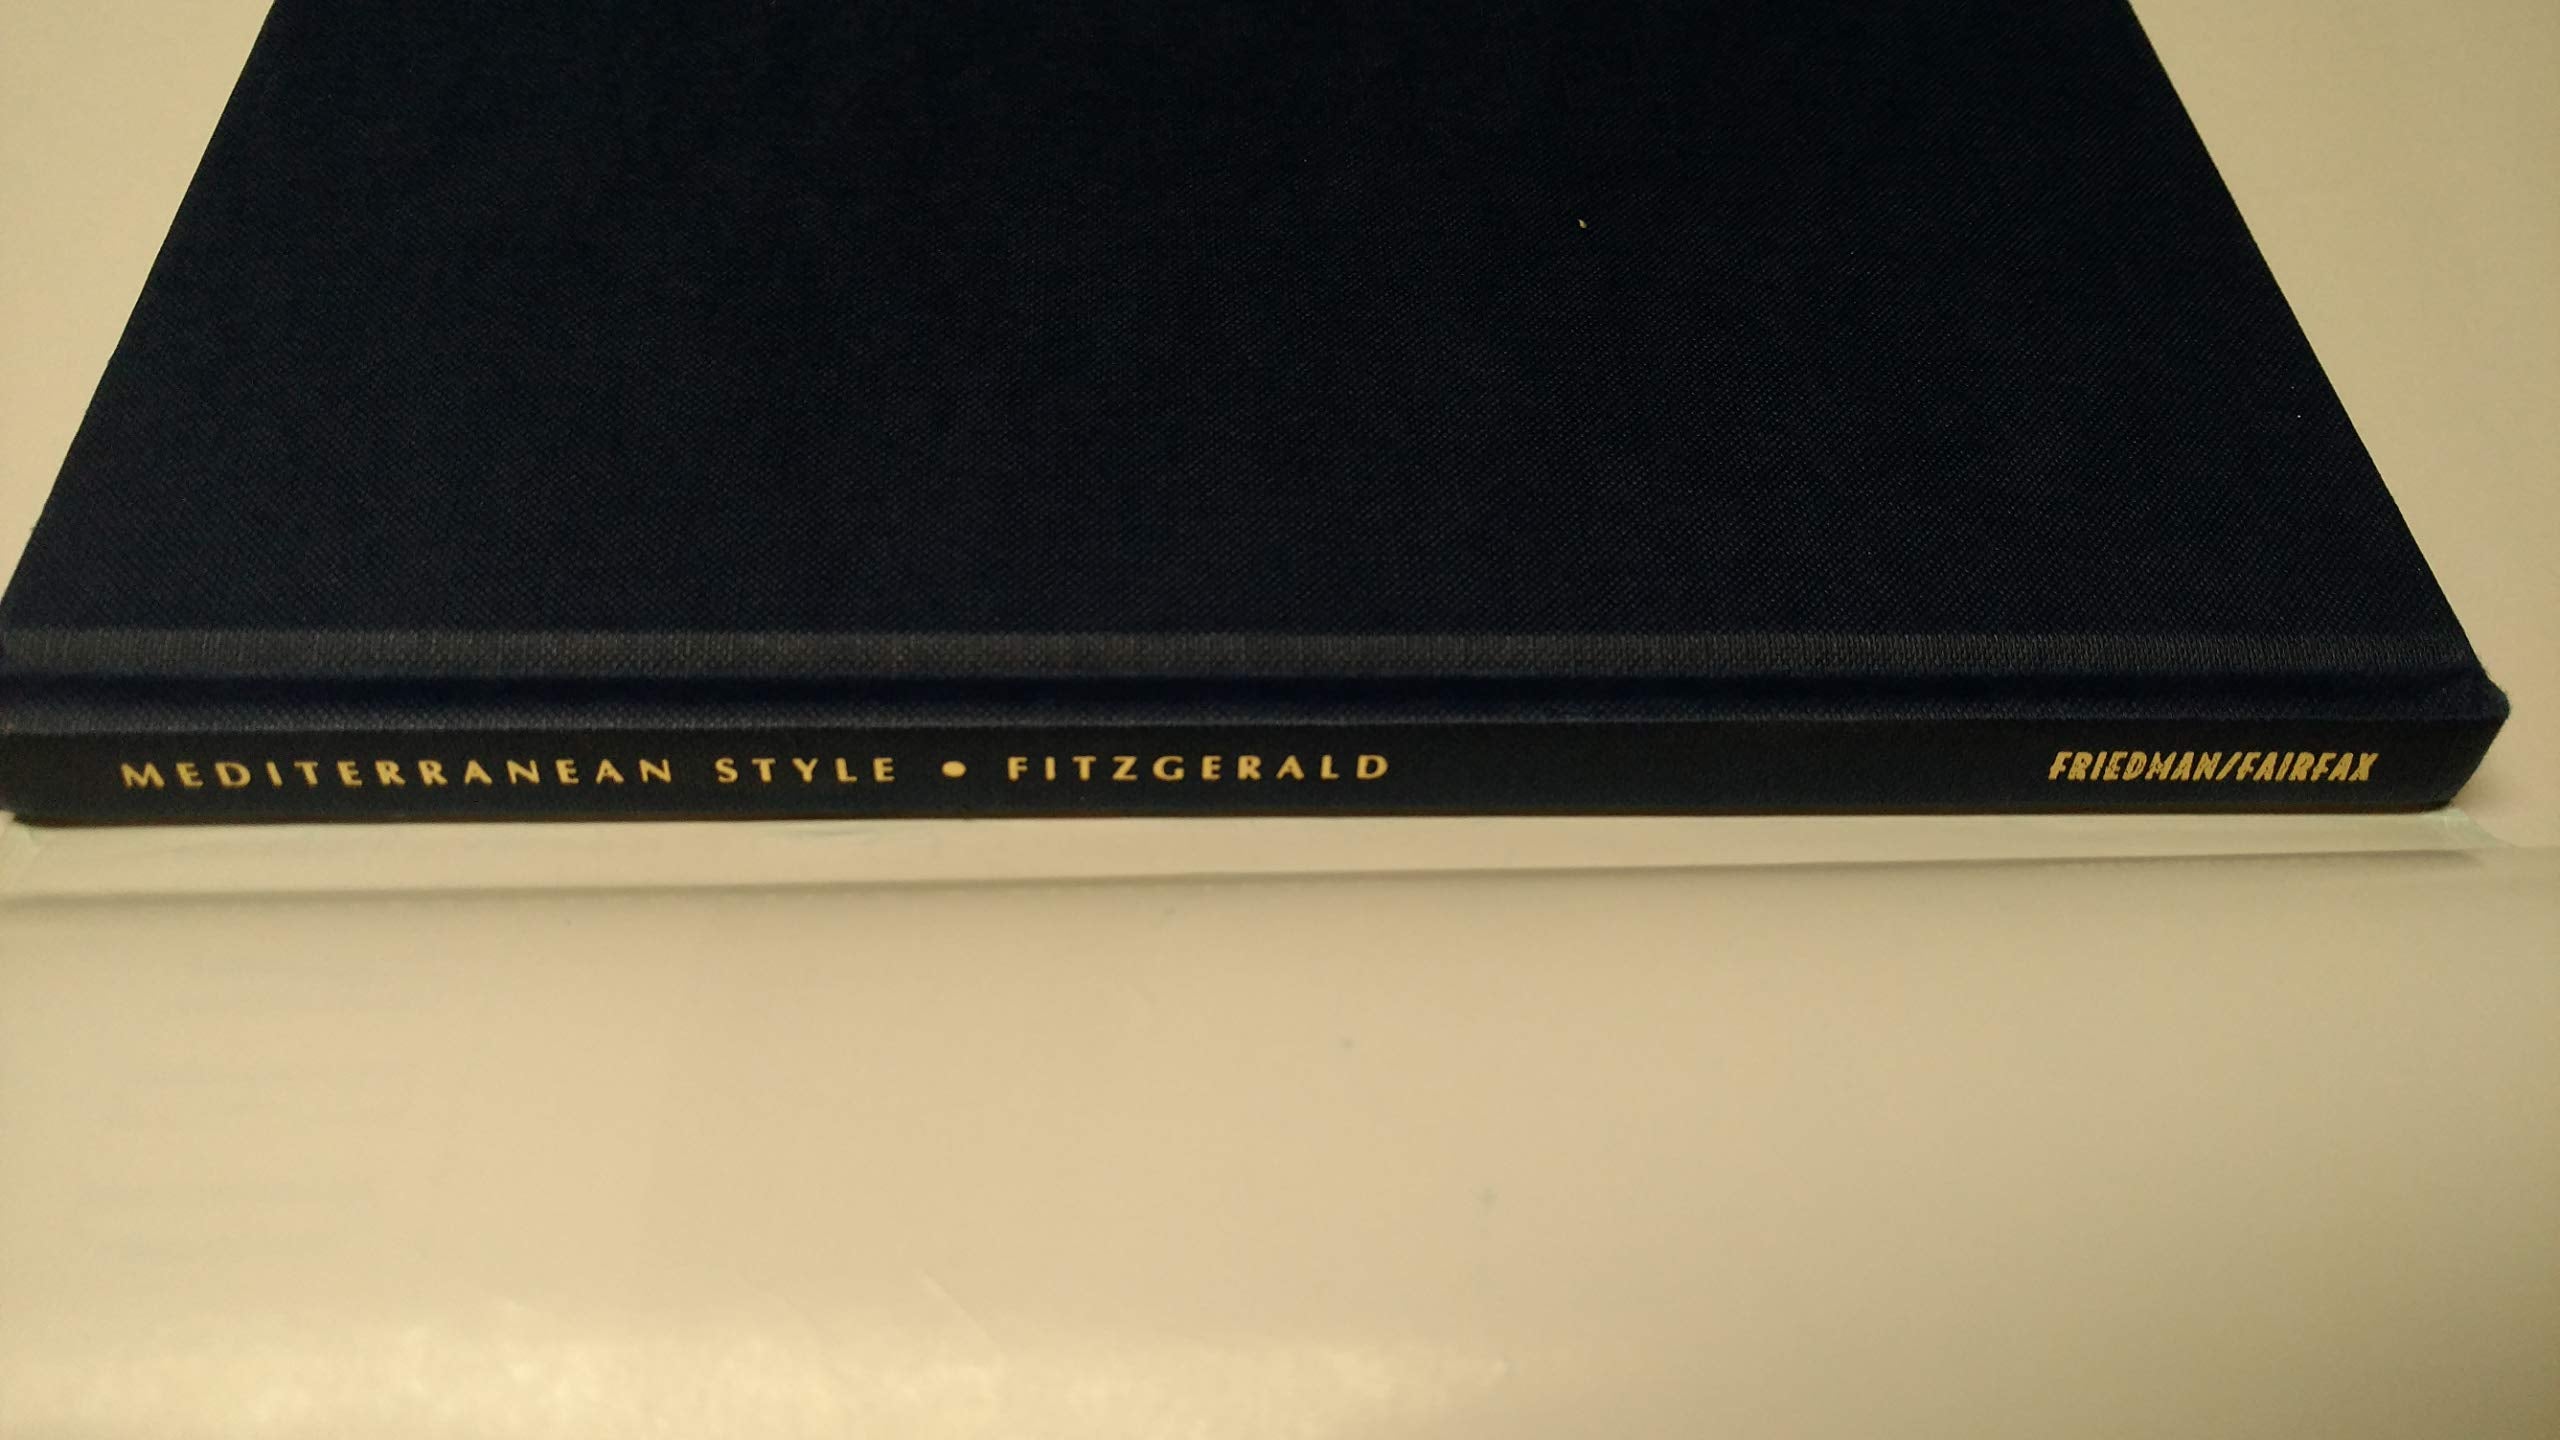 MEDITERRANEAN STYLE • FITZGERALD FRIEDMAN/FAIRFAX